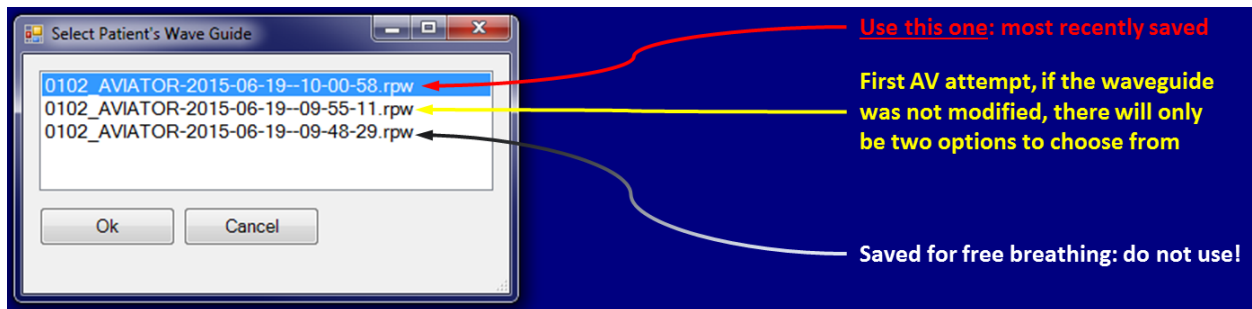 Select Patient's Wave Guide
0102_AVIATOR-2015-06-19--10-00-58.rpw
0102_AVIATOR-2015-06-19--09-55-11.rpw
0102_AVIATOR-2015-06-19--09-48-29.rpw
Ok
Cancel
Use this one: most recently saved
First AV attempt, if the waveguide
was not modified, there will only
be two options to choose from
Saved for free breathing: do not use!